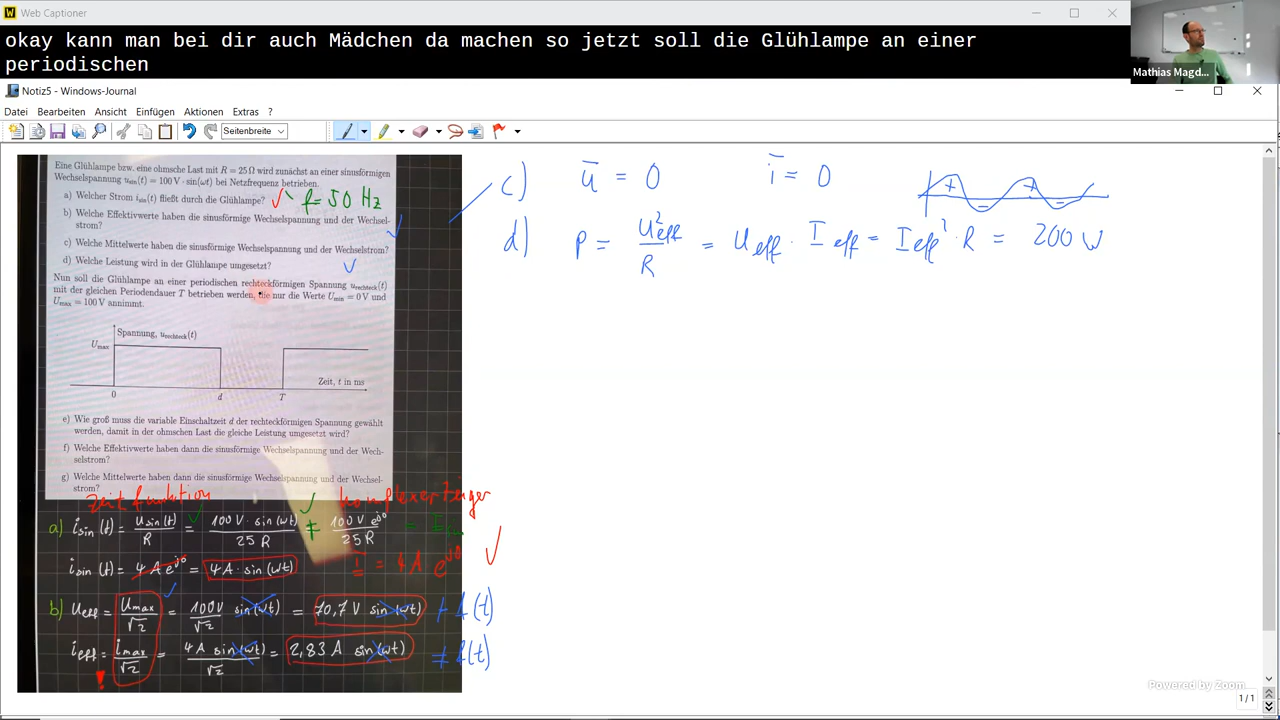 Web Captioner
okay kann man bei dir auch Mädchen da machen so jetzt soll die Glühlampe an einer
periodischen
Mathias Magd...
Notiz5 - Windows-Journal
Datei Bearbeiten Ansicht Einfügen Aktionen Extras ?
Seitenbreite
Eine Glühlampe bzw. eine ohmsche Last mit R = 25 Ω wird zunächst an einer sinusförmigen
Wechselspannung u_sin(t) = 100 V · sin(ωt) bei Netzfrequenz betrieben.
a) Welcher Strom i_sin(t) fließt durch die Glühlampe? ✓ f = 50 Hz
b) Welche Effektivwerte haben die sinusförmige Wechselspannung und der Wechsel-
strom?
c) Welche Mittelwerte haben die sinusförmige Wechselspannung und der Wechselstrom?
d) Welche Leistung wird in der Glühlampe umgesetzt?
Nun soll die Glühlampe an einer periodischen rechteckförmigen Spannung u_rechteck(t)
mit der gleichen Periodendauer T betrieben werden, die nur die Werte U_min = 0 V und
U_max = 100 V annimmt.
Spannung, u_rechteck(t)
U_max
Zeit, t in ms
0 d T
e) Wie groß muss die variable Einschaltzeit d der rechteckförmigen Spannung gewählt
werden, damit in der ohmschen Last die gleiche Leistung umgesetzt wird?
f) Welche Effektivwerte haben dann die sinusförmige Wechselspannung und der Wech-
selstrom?
g) Welche Mittelwerte haben dann die sinusförmige Wechselspannung und der Wechsel-
strom?
Zeitfunktion ✓ komplexer Zeiger
a) i_sin(t) = u_sin(t)/R = 100 V · sin(ωt)/25 R ≠ 100 V e^j0/25 R =
i_sin(t) = 4 A e^j0 = 4 A · sin(ωt) I = 4 A e^j0 ✓
b) u_eff = U_max/√2 = 100V/√2 sin(ωt) = 70,7 V sin(ωt) ≠ f(t)
i_eff = i_max/√2 = 4 A sin(ωt)/√2 = 2,83 A sin(ωt) ≠ f(t)
c) u̅ = 0 i̅ = 0
+ − + −
d) P = U²eff/R = Ueff · Ieff = Ieff² · R = 200 W
Powered by Zoom
1 / 1